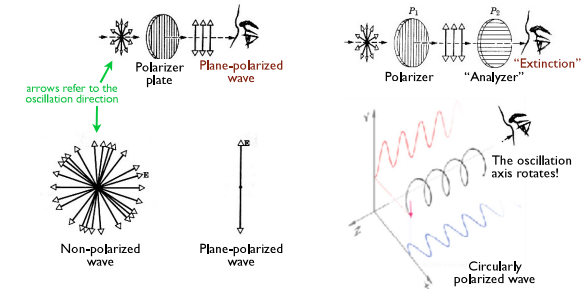 P₁
P₂
Polarizer
plate
Plane-polarized
wave
Polarizer
“Analyzer”
“Extinction”
arrows refer to the
oscillation direction
E
E
Non-polarized
wave
Plane-polarized
wave
Y
The oscillation
axis rotates!
Z
X
Circularly
polarized wave